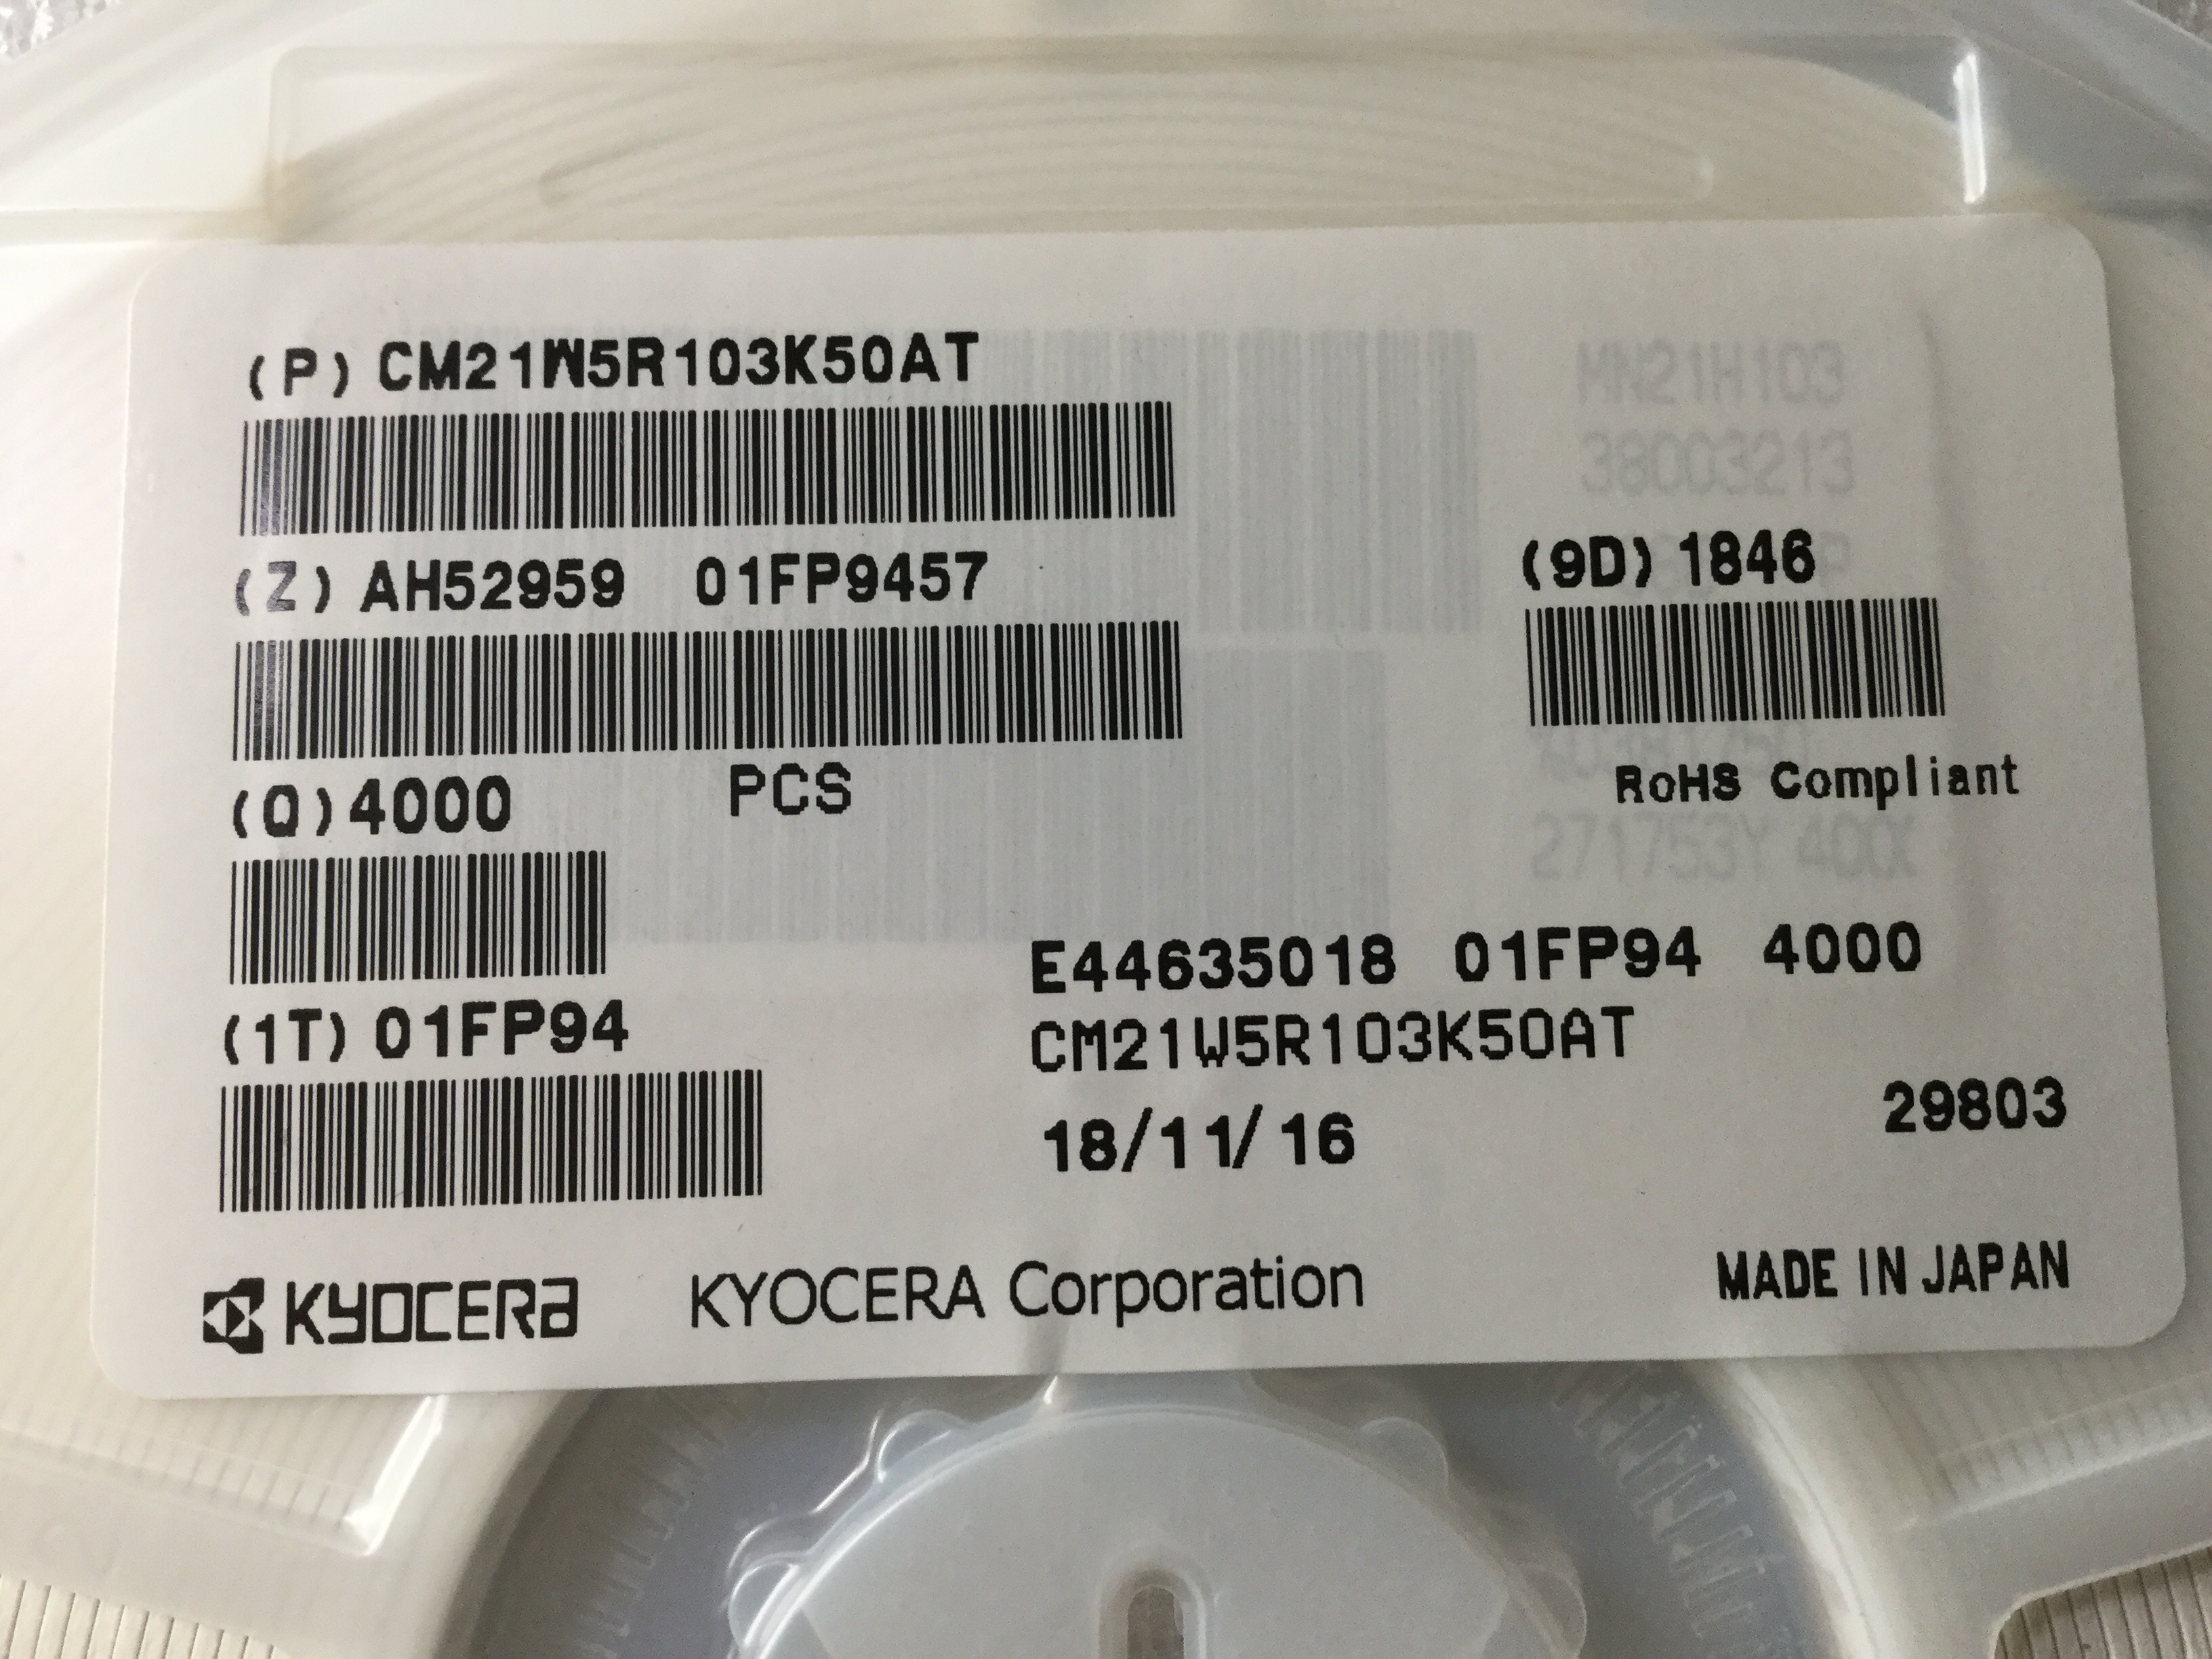 (P) CM21W5R103K50AT
(Z) AH52959 01FP9457
(9D) 1846
(Q) 4000 PCS
RoHS Compliant
(1T) 01FP94
E44635018 01FP94 4000
CM21W5R103K50AT
18/11/16
29803
KYOCERA KYOCERA Corporation MADE IN JAPAN
MN21H103
38003213
271753Y